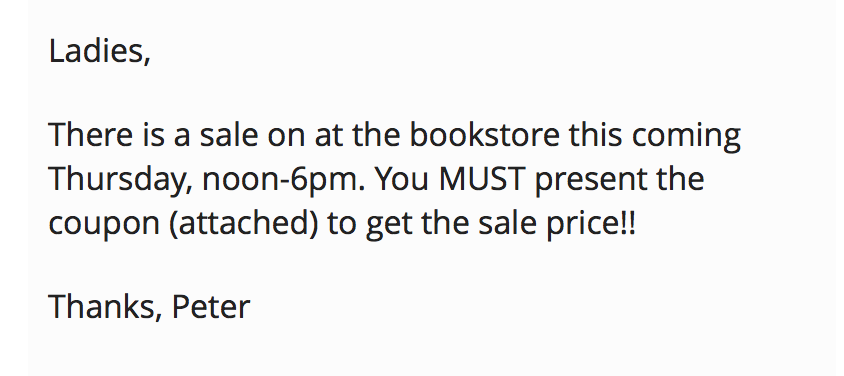 Ladies,
There is a sale on at the bookstore this coming
Thursday, noon-6pm. You MUST present the
coupon (attached) to get the sale price!!
Thanks, Peter